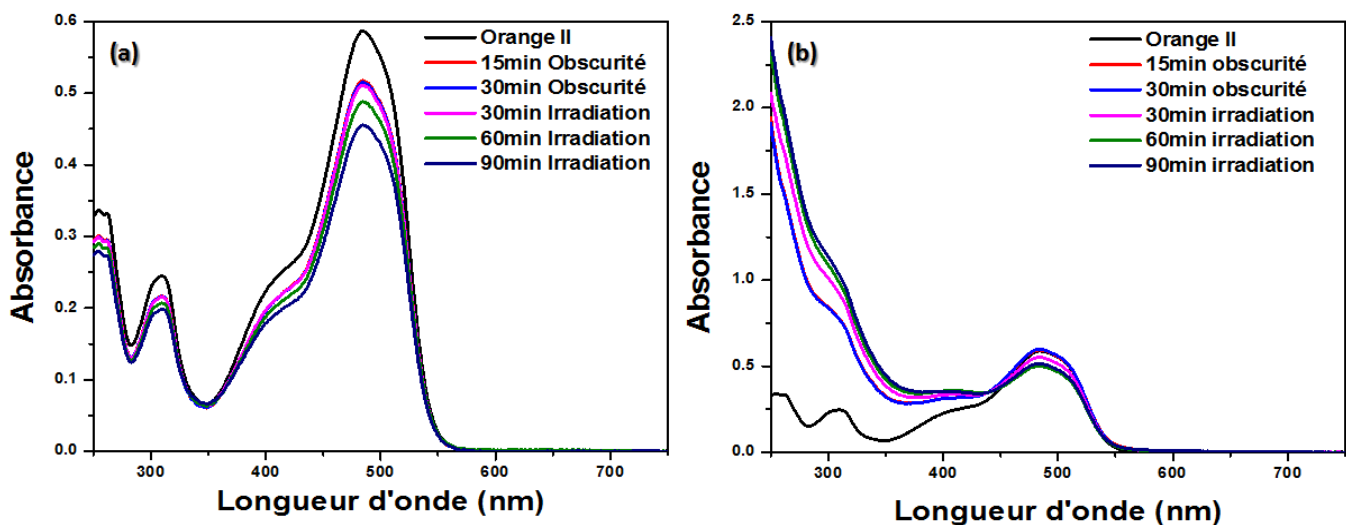 (a)
Orange II
15min Obscurité
30min Obscurité
30min Irradiation
60min Irradiation
90min Irradiation
0.6
0.5
0.4
0.3
0.2
0.1
0.0
Absorbance
300 400 500 600 700
Longueur d'onde (nm)
(b)
Orange II
15min obscurité
30min obscurité
30min irradiation
60min irradiation
90min irradiation
2.5
2.0
1.5
1.0
0.5
0.0
Absorbance
300 400 500 600 700
Longueur d'onde (nm)